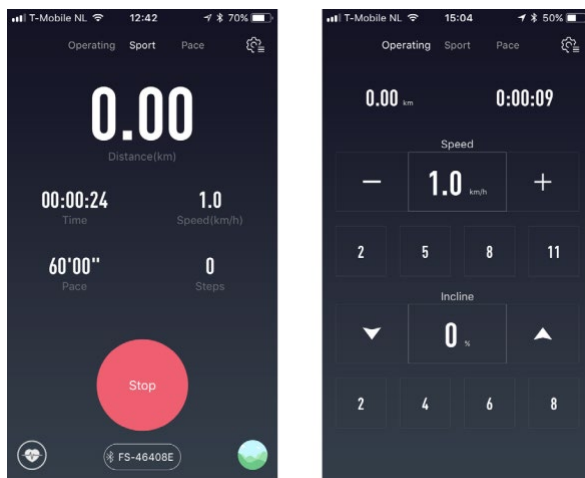 T-Mobile NL 12:42 70%
Operating Sport Pace
0.00
Distance(km)
00:00:24 1.0
Time Speed(km/h)
60'00" 0
Pace Steps
Stop
FS-46408E
T-Mobile NL 15:04 50%
Operating Sport Pace
0.00 km 0:00:09
Speed
− 1.0 km/h +
2 5 8 11
Incline
0 %
2 4 6 8